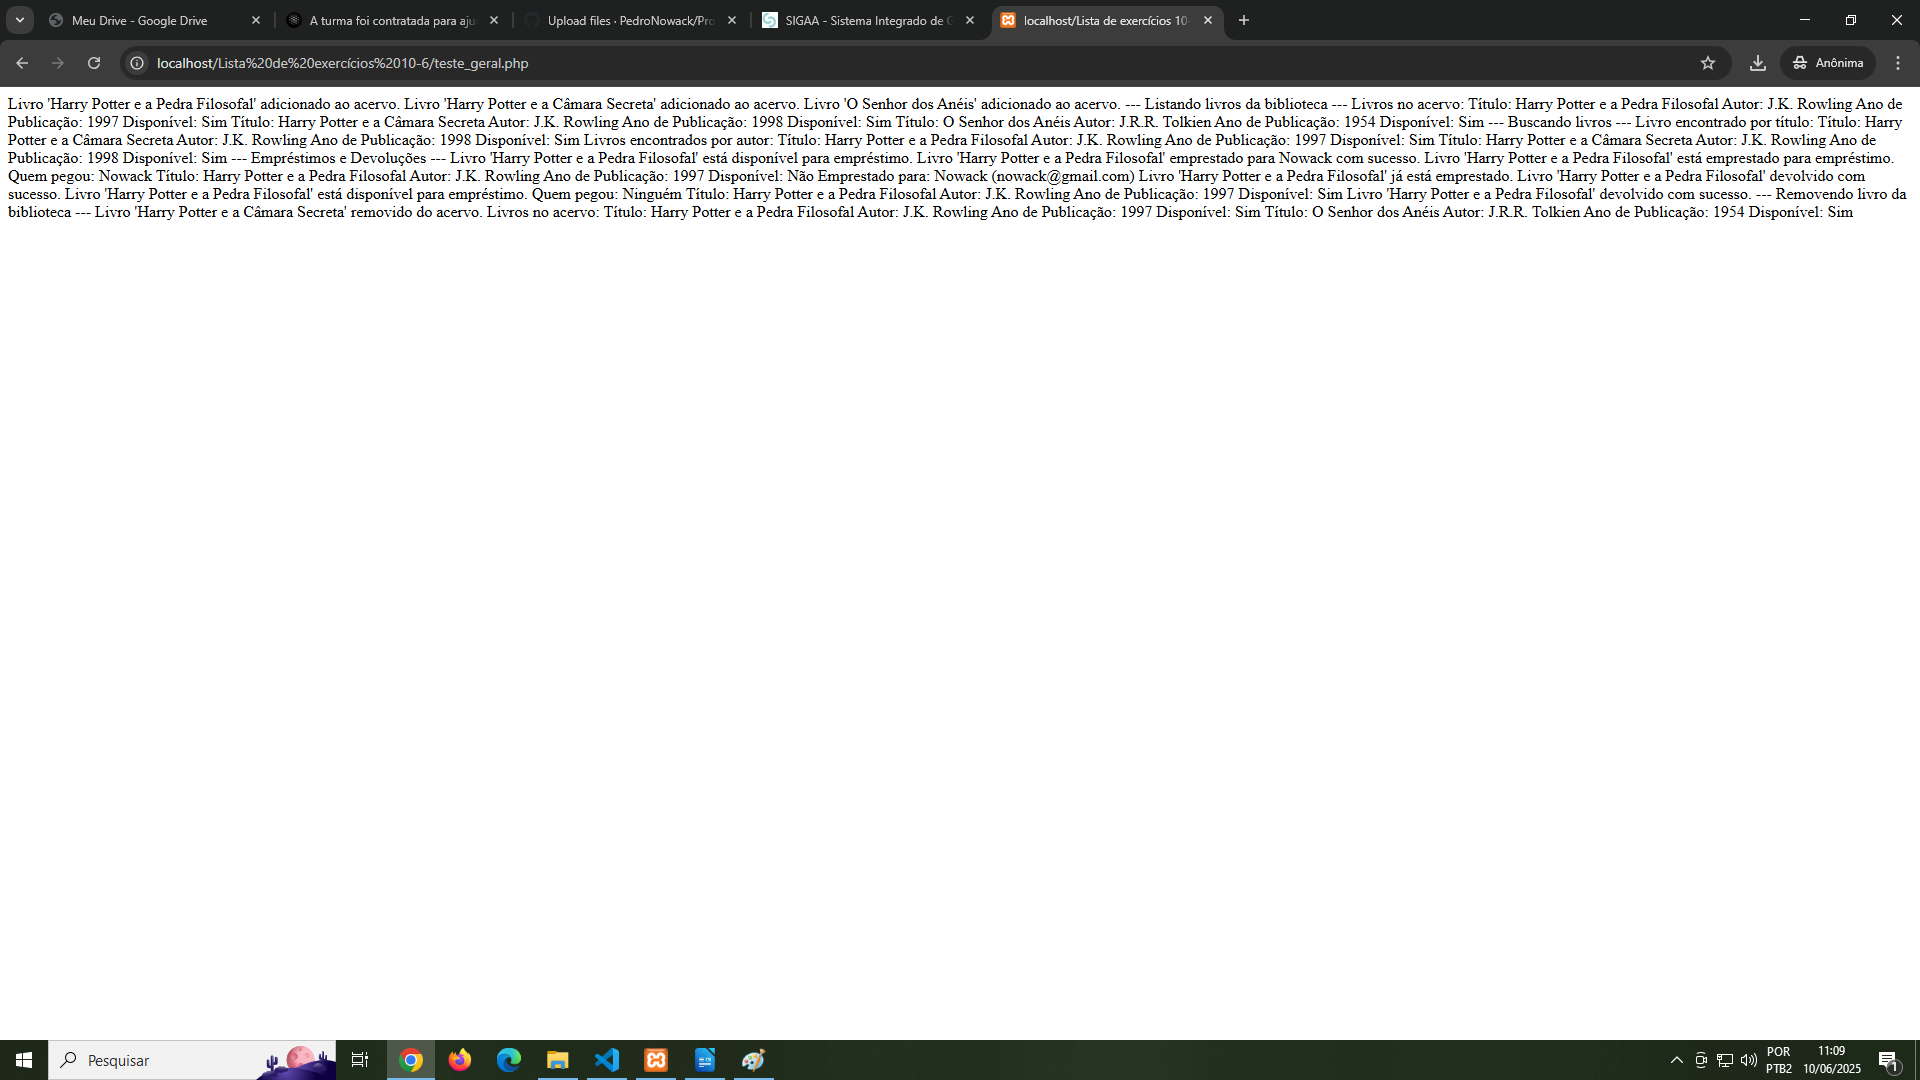 Meu Drive - Google Drive
A turma foi contratada para aju
Upload files · PedroNowack/Pro
SIGAA - Sistema Integrado de G
localhost/Lista de exercícios 10-
localhost/Lista%20de%20exercícios%2010-6/teste_geral.php
Anônima
Livro 'Harry Potter e a Pedra Filosofal' adicionado ao acervo. Livro 'Harry Potter e a Câmara Secreta' adicionado ao acervo. Livro 'O Senhor dos Anéis' adicionado ao acervo. --- Listando livros da biblioteca --- Livros no acervo: Título: Harry Potter e a Pedra Filosofal Autor: J.K. Rowling Ano de
Publicação: 1997 Disponível: Sim Título: Harry Potter e a Câmara Secreta Autor: J.K. Rowling Ano de Publicação: 1998 Disponível: Sim Título: O Senhor dos Anéis Autor: J.R.R. Tolkien Ano de Publicação: 1954 Disponível: Sim --- Buscando livros --- Livro encontrado por título: Título: Harry
Potter e a Câmara Secreta Autor: J.K. Rowling Ano de Publicação: 1998 Disponível: Sim Livros encontrados por autor: Título: Harry Potter e a Pedra Filosofal Autor: J.K. Rowling Ano de Publicação: 1997 Disponível: Sim Título: Harry Potter e a Câmara Secreta Autor: J.K. Rowling Ano de
Publicação: 1998 Disponível: Sim --- Empréstimos e Devoluções --- Livro 'Harry Potter e a Pedra Filosofal' está disponível para empréstimo. Livro 'Harry Potter e a Pedra Filosofal' emprestado para Nowack com sucesso. Livro 'Harry Potter e a Pedra Filosofal' está emprestado para empréstimo.
Quem pegou: Nowack Título: Harry Potter e a Pedra Filosofal Autor: J.K. Rowling Ano de Publicação: 1997 Disponível: Não Emprestado para: Nowack (nowack@gmail.com) Livro 'Harry Potter e a Pedra Filosofal' já está emprestado. Livro 'Harry Potter e a Pedra Filosofal' devolvido com
sucesso. Livro 'Harry Potter e a Pedra Filosofal' está disponível para empréstimo. Quem pegou: Ninguém Título: Harry Potter e a Pedra Filosofal Autor: J.K. Rowling Ano de Publicação: 1997 Disponível: Sim Livro 'Harry Potter e a Pedra Filosofal' devolvido com sucesso. --- Removendo livro da
biblioteca --- Livro 'Harry Potter e a Câmara Secreta' removido do acervo. Livros no acervo: Título: Harry Potter e a Pedra Filosofal Autor: J.K. Rowling Ano de Publicação: 1997 Disponível: Sim Título: O Senhor dos Anéis Autor: J.R.R. Tolkien Ano de Publicação: 1954 Disponível: Sim
Pesquisar
POR
PTB2
11:09
10/06/2025
1